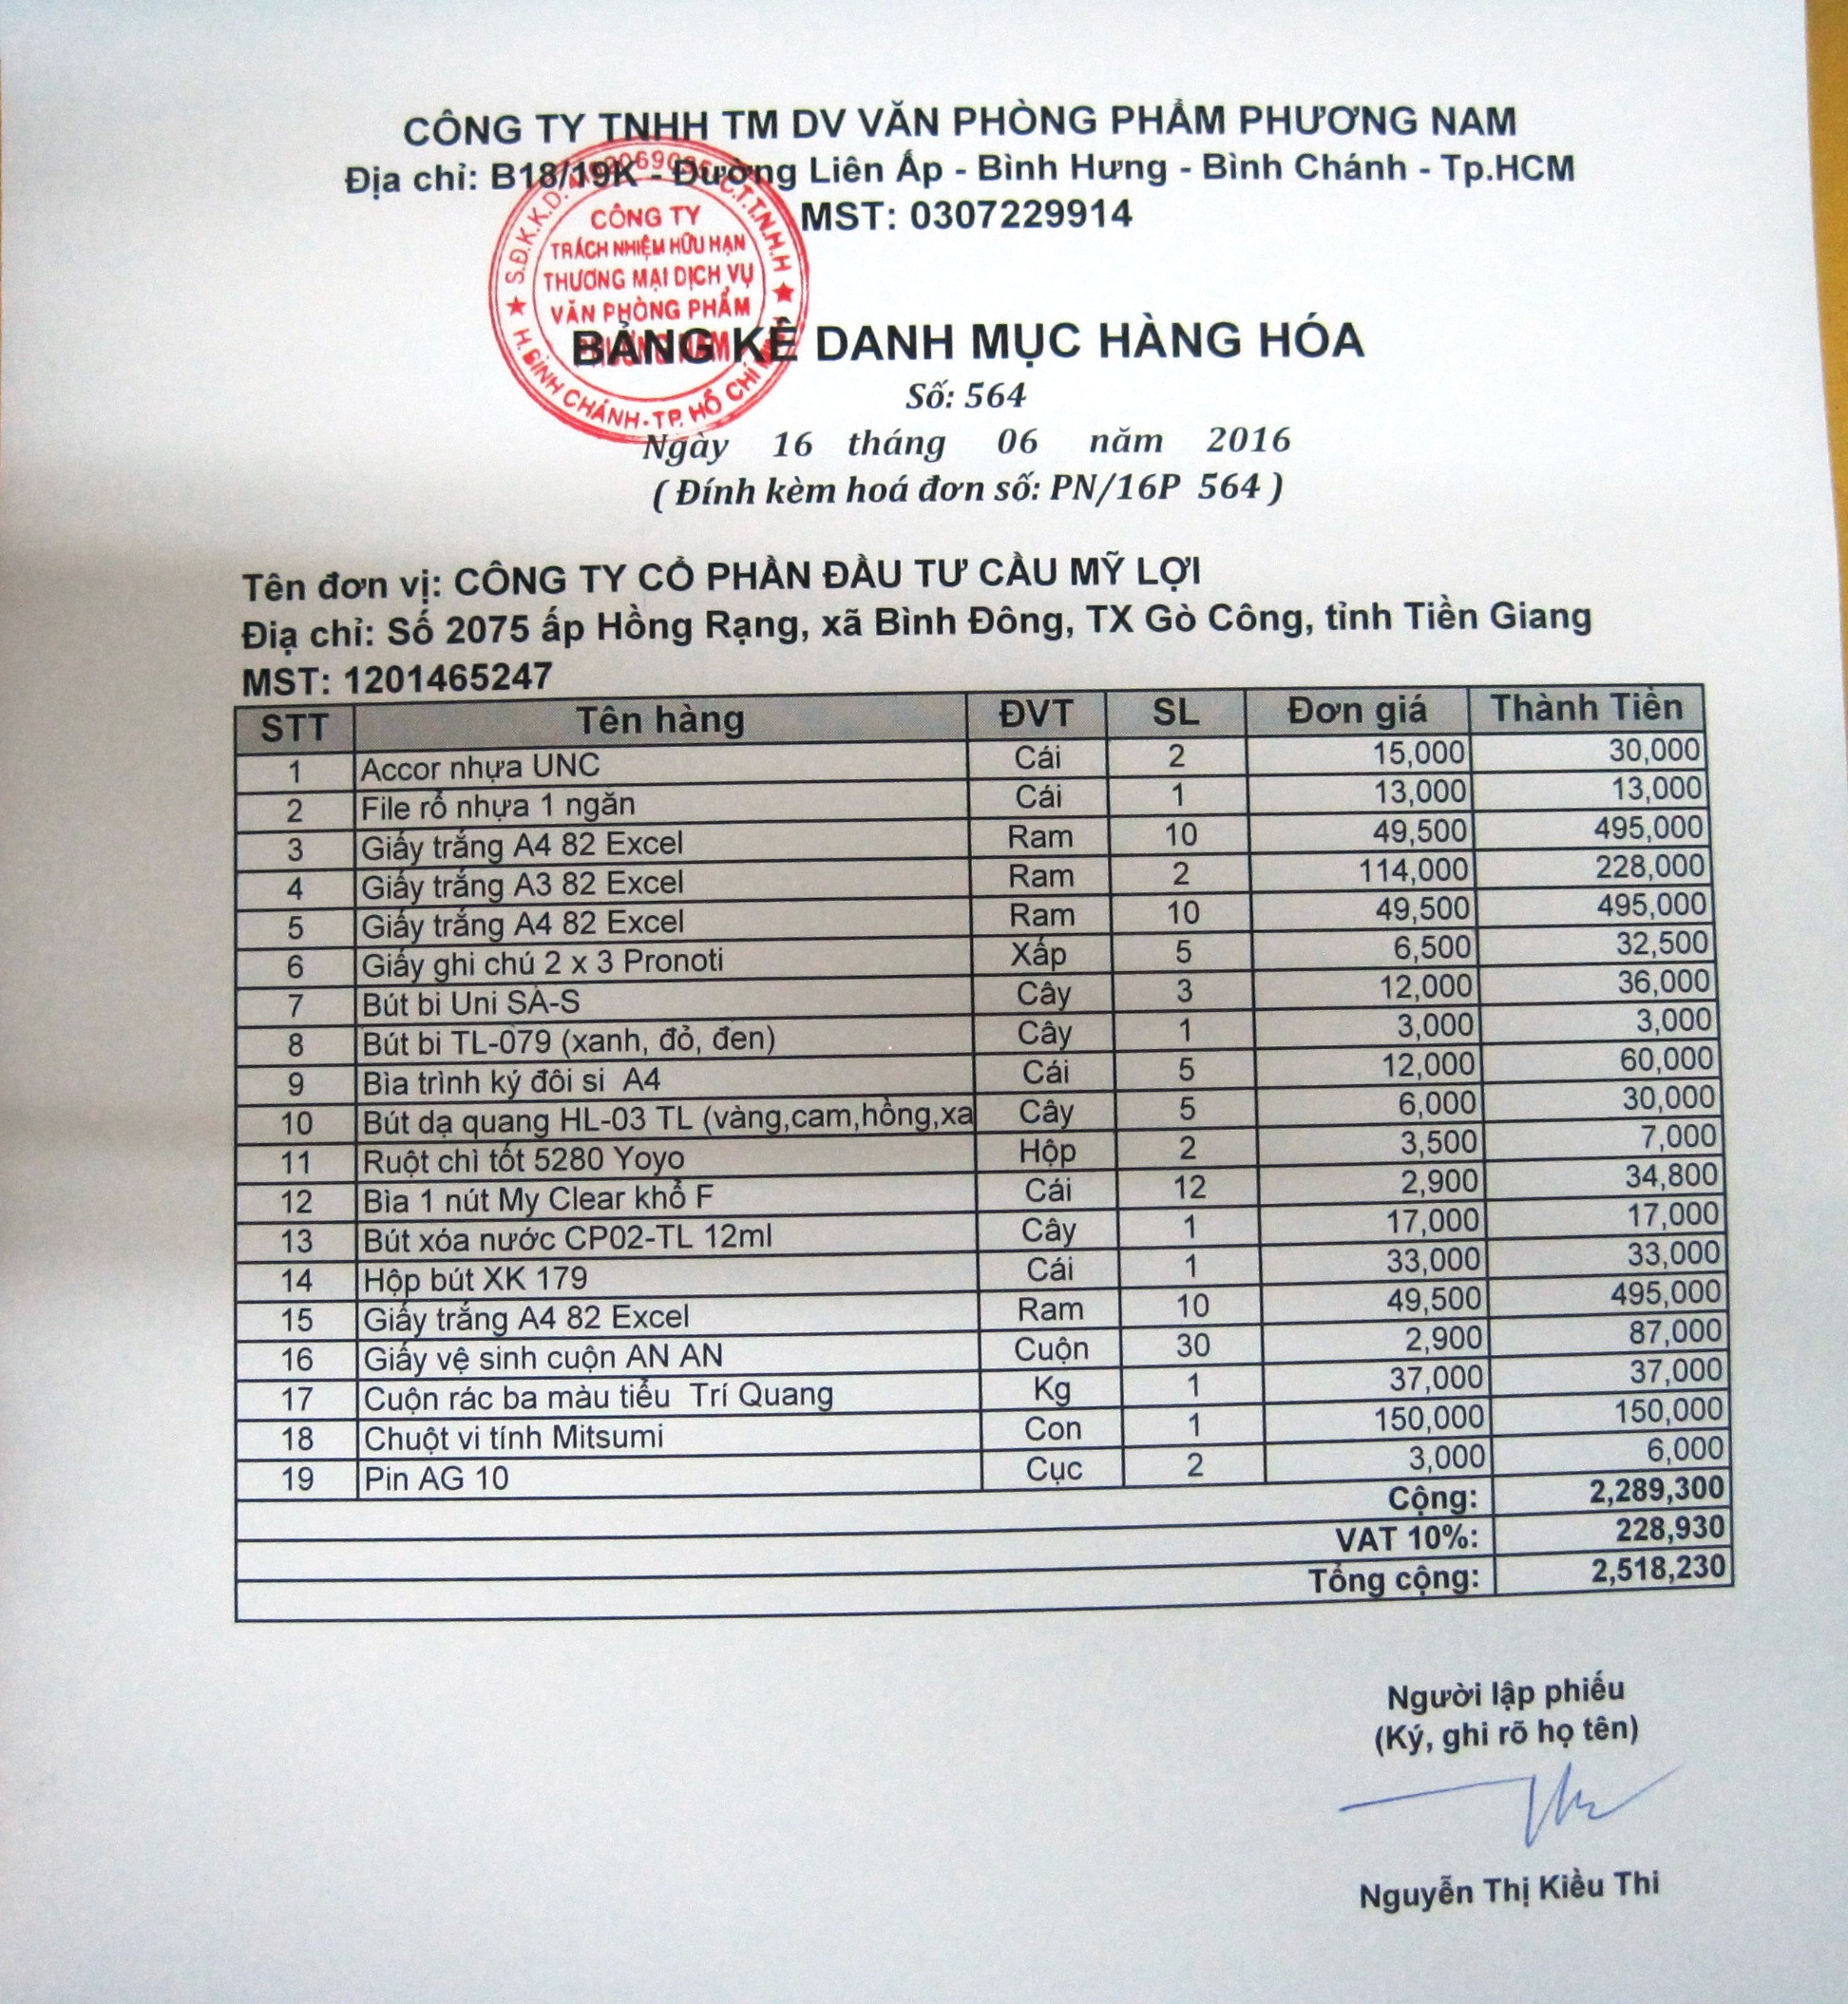 CÔNG TY TNHH TM DV VĂN PHÒNG PHẨM PHƯƠNG NAM
Địa chỉ: B18/19K - Đường Liên Ấp - Bình Hưng - Bình Chánh - Tp.HCM
MST: 0307229914
CÔNG TY
TRÁCH NHIỆM HỮU HẠN
THƯƠNG MẠI DỊCH VỤ
VĂN PHÒNG PHẨM
PHƯƠNG NAM
H.BÌNH CHÁNH-TP. HỒ CHÍ MINH
BẢNG KÊ DANH MỤC HÀNG HÓA
Số: 564
Ngày 16 tháng 06 năm 2016
( Đính kèm hoá đơn số: PN/16P 564 )
Tên đơn vị: CÔNG TY CỔ PHẦN ĐẦU TƯ CẦU MỸ LỢI
Địa chỉ: Số 2075 ấp Hồng Rạng, xã Bình Đông, TX Gò Công, tỉnh Tiền Giang
MST: 1201465247
STT Tên hàng ĐVT SL Đơn giá Thành Tiền
1 Accor nhựa UNC Cái 2 15,000 30,000
2 File rổ nhựa 1 ngăn Cái 1 13,000 13,000
3 Giấy trắng A4 82 Excel Ram 10 49,500 495,000
4 Giấy trắng A3 82 Excel Ram 2 114,000 228,000
5 Giấy trắng A4 82 Excel Ram 10 49,500 495,000
6 Giấy ghi chú 2 x 3 Pronoti Xấp 5 6,500 32,500
7 Bút bi Uni SA-S Cây 3 12,000 36,000
8 Bút bi TL-079 (xanh, đỏ, đen) Cây 1 3,000 3,000
9 Bìa trình ký đôi si A4 Cái 5 12,000 60,000
10 Bút dạ quang HL-03 TL (vàng,cam,hồng,xa Cây 5 6,000 30,000
11 Ruột chì tốt 5280 Yoyo Hộp 2 3,500 7,000
12 Bìa 1 nút My Clear khổ F Cái 12 2,900 34,800
13 Bút xóa nước CP02-TL 12ml Cây 1 17,000 17,000
14 Hộp bút XK 179 Cái 1 33,000 33,000
15 Giấy trắng A4 82 Excel Ram 10 49,500 495,000
16 Giấy vệ sinh cuộn AN AN Cuộn 30 2,900 87,000
17 Cuộn rác ba màu tiểu Trí Quang Kg 1 37,000 37,000
18 Chuột vi tính Mitsumi Con 1 150,000 150,000
19 Pin AG 10 Cục 2 3,000 6,000
Cộng: 2,289,300
VAT 10%: 228,930
Tổng cộng: 2,518,230
Người lập phiếu
(Ký, ghi rõ họ tên)
Nguyễn Thị Kiều Thi